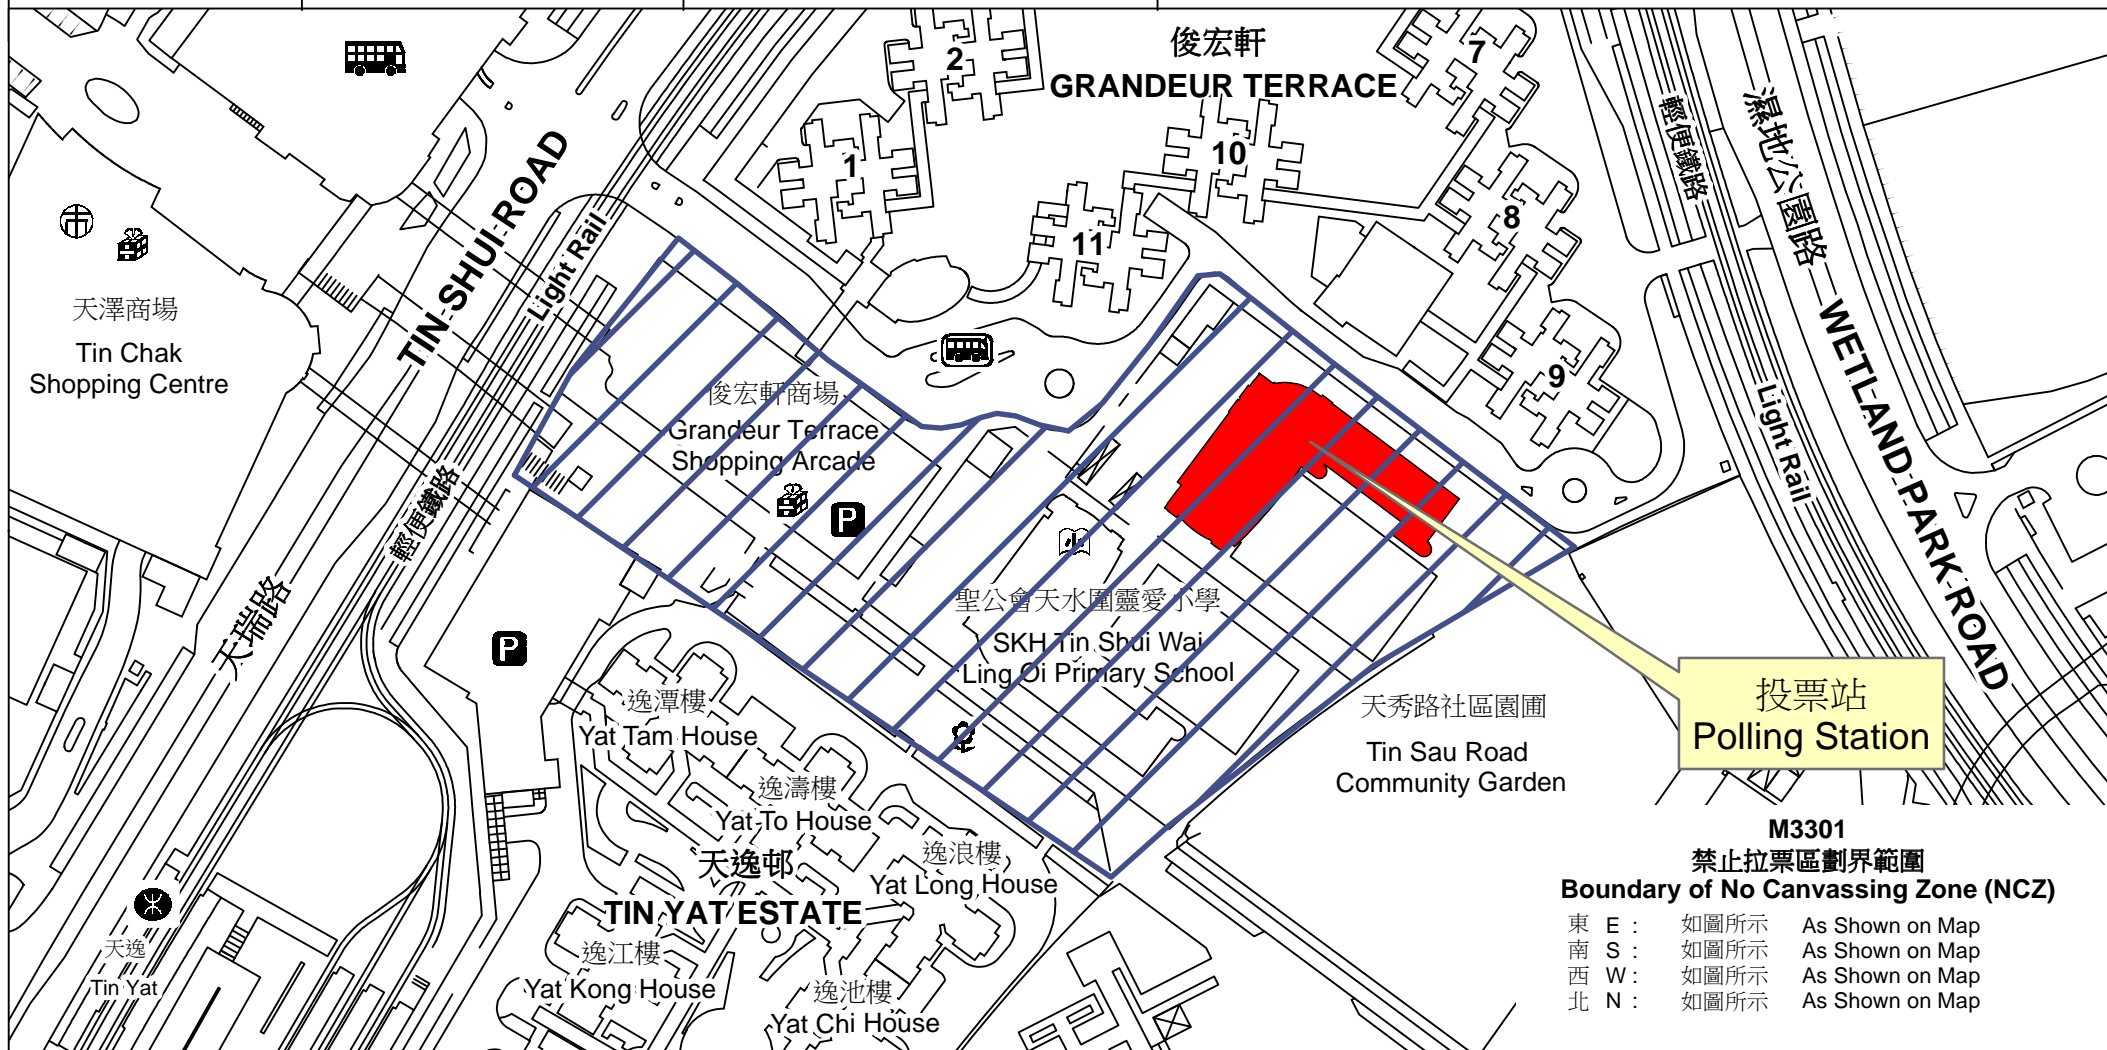 俊宏軒
GRANDEUR TERRACE
2
7
1
10
11
8
9
TIN SHUI ROAD
Light Rail
輕便鐵路
濕地公園路
WETLAND PARK ROAD
Light Rail
市
天澤商場
Tin Chak
Shopping Centre
俊宏軒商場
Grandeur Terrace
Shopping Arcade
P
輕便鐵路
天瑞路
P
小
聖公會天水圍靈愛小學
SKH Tin Shui Wai
Ling Oi Primary School
投票站
Polling Station
天秀路社區園圃
Tin Sau Road
Community Garden
逸潭樓
Yat Tam House
逸濤樓
Yat To House
天逸邨
TIN YAT ESTATE
逸浪樓
Yat Long House
逸江樓
Yat Kong House
逸池樓
Yat Chi House
天逸
Tin Yat
M3301
禁止拉票區劃界範圍
Boundary of No Canvassing Zone (NCZ)
東 E : 如圖所示 As Shown on Map
南 S : 如圖所示 As Shown on Map
西 W : 如圖所示 As Shown on Map
北 N : 如圖所示 As Shown on Map